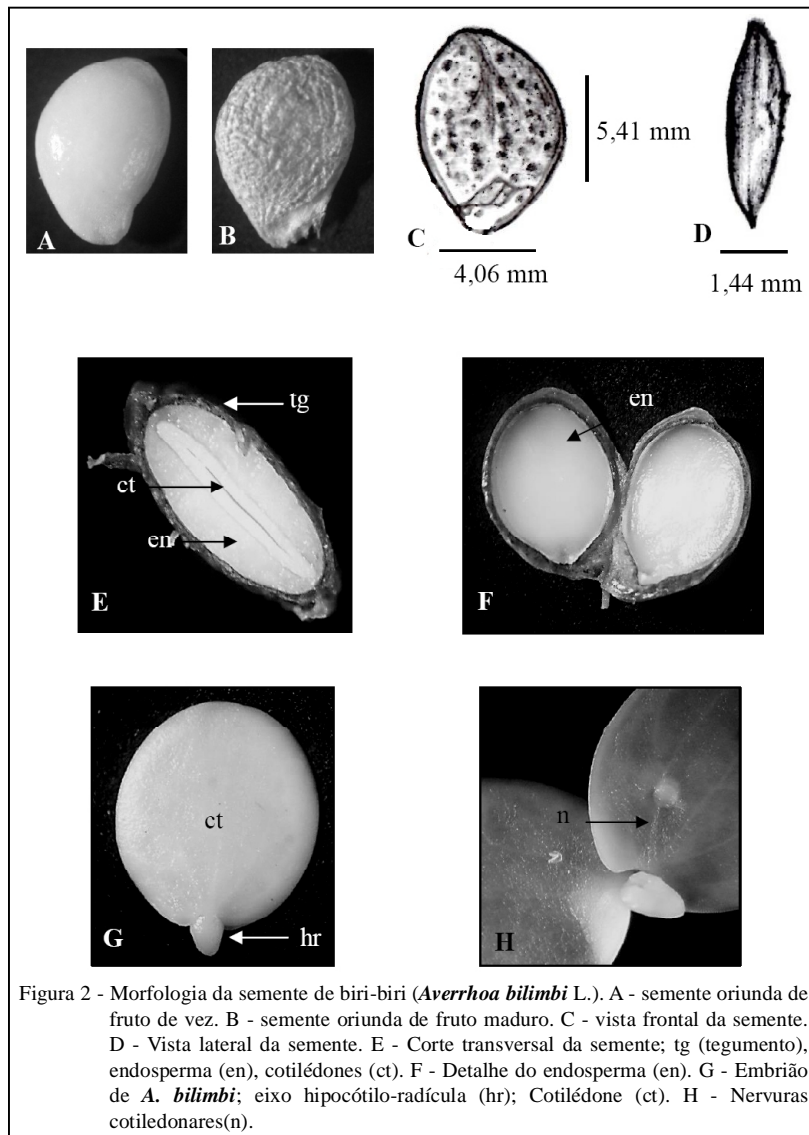 A
B
C
5,41 mm
D
4,06 mm
1,44 mm
tg
ct
en
E
en
F
ct
G
hr
n
H
Figura 2 - Morfologia da semente de biri-biri (Averrhoa bilimbi L.). A - semente oriunda de
fruto de vez. B - semente oriunda de fruto maduro. C - vista frontal da semente.
D - Vista lateral da semente. E - Corte transversal da semente; tg (tegumento),
endosperma (en), cotilédones (ct). F - Detalhe do endosperma (en). G - Embrião
de A. bilimbi; eixo hipocótilo-radícula (hr); Cotilédone (ct). H - Nervuras
cotiledonares(n).